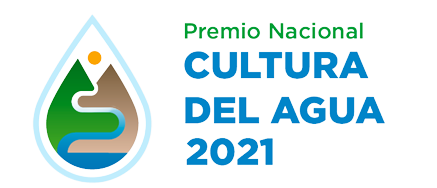 Premio Nacional
CULTURA
DEL AGUA
2021